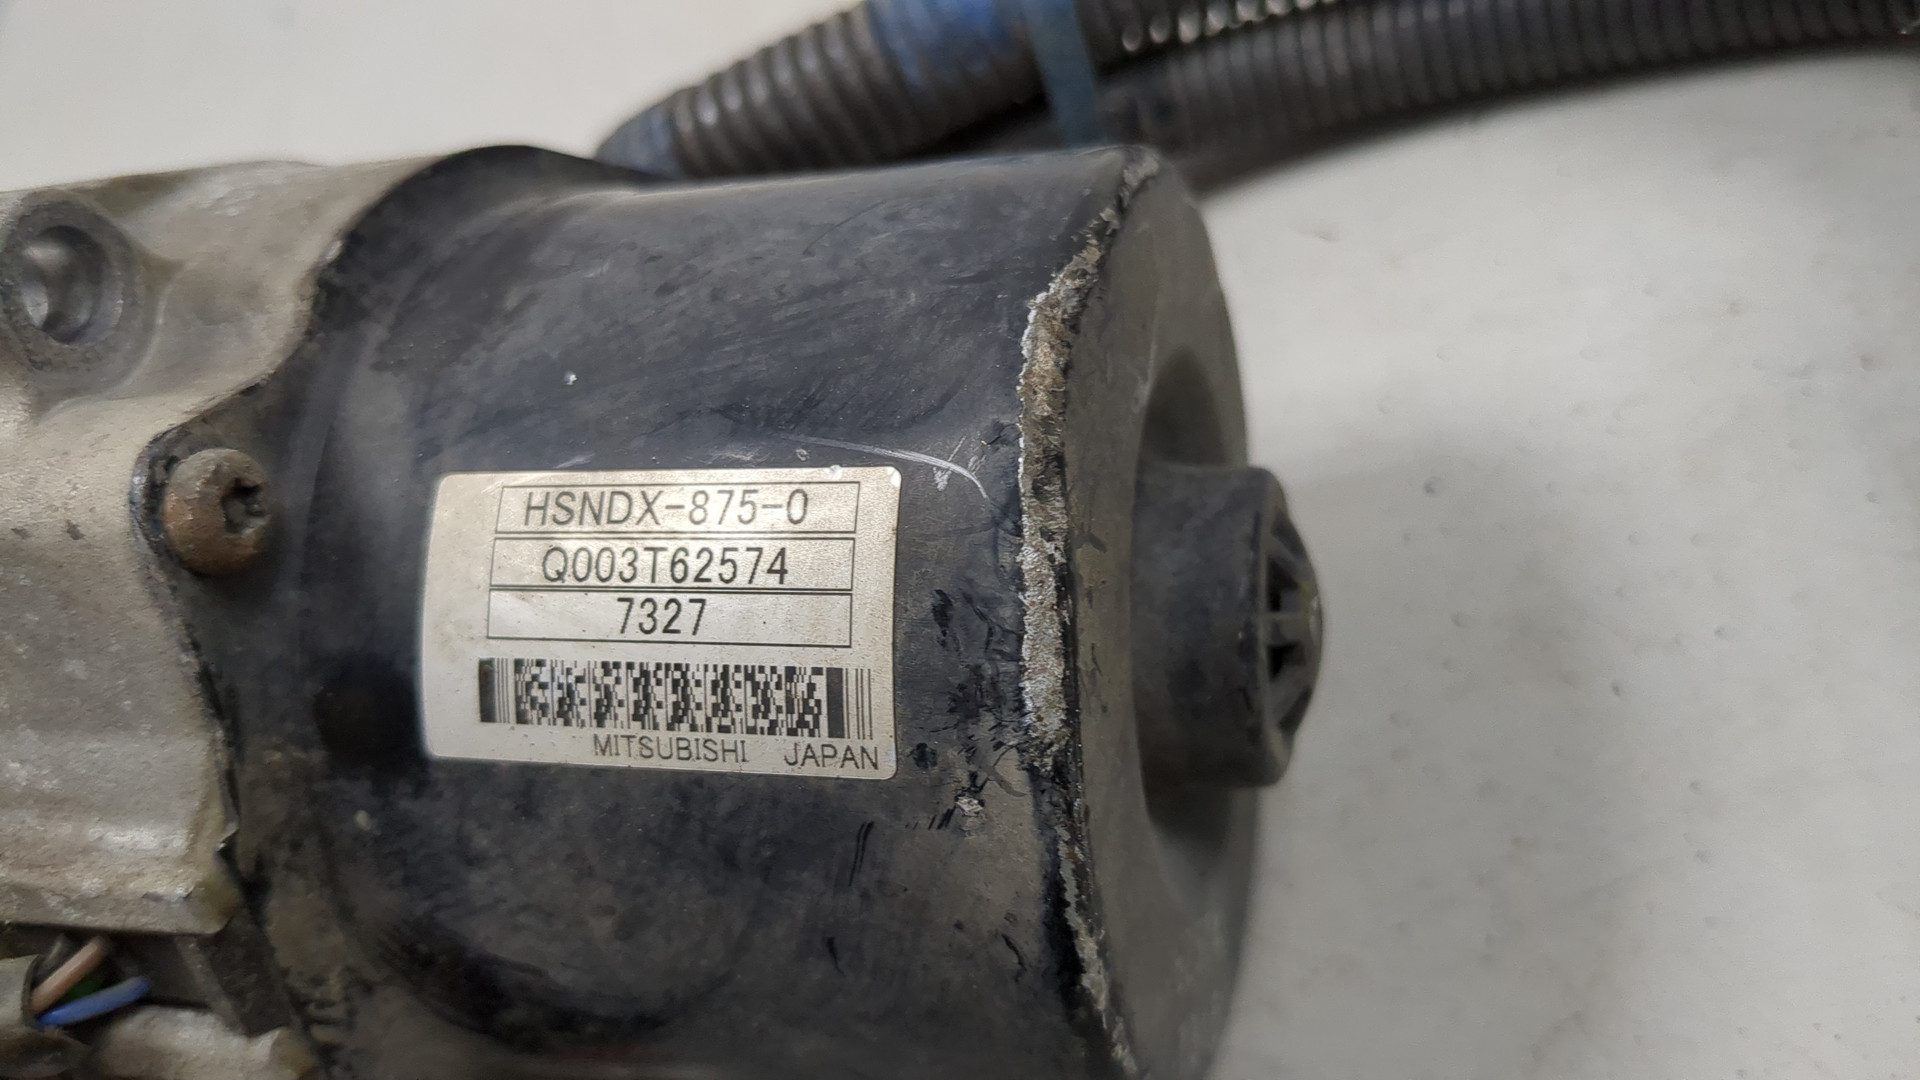 HSNDX-875-0
Q003T62574
7327
MITSUBISHI JAPAN